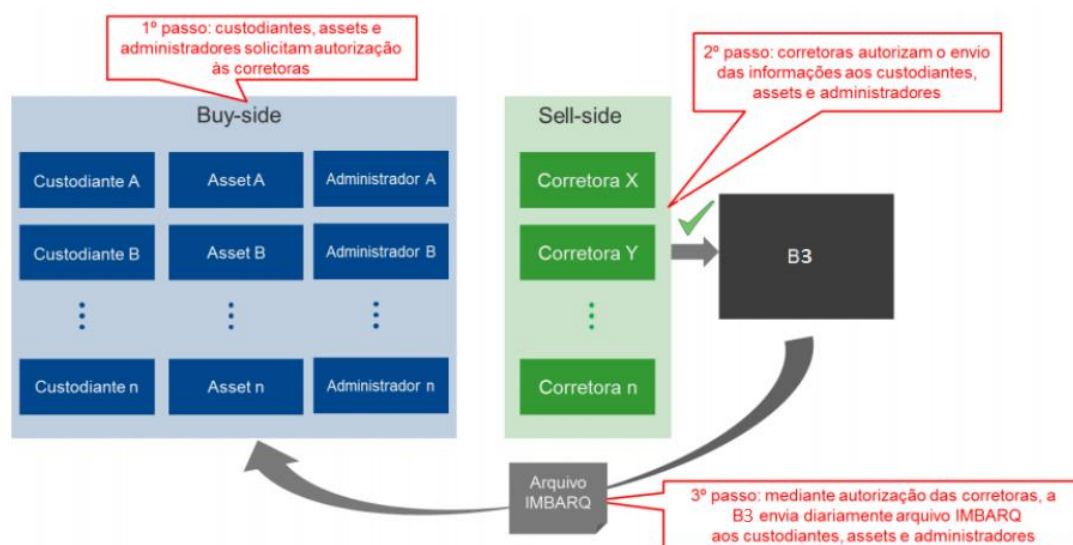 1º passo: custodiantes, assets e
administradores solicitam autorização
às corretoras
2º passo: corretoras autorizam o envio
das informações aos custodiantes,
assets e administradores
Buy-side
Sell-side
Custodiante A
Asset A
Administrador A
Corretora X
Custodiante B
Asset B
Administrador B
Corretora Y
B3
Custodiante n
Asset n
Administrador n
Corretora n
Arquivo
IMBARQ
3º passo: mediante autorização das corretoras, a
B3 envia diariamente arquivo IMBARQ
aos custodiantes, assets e administradores